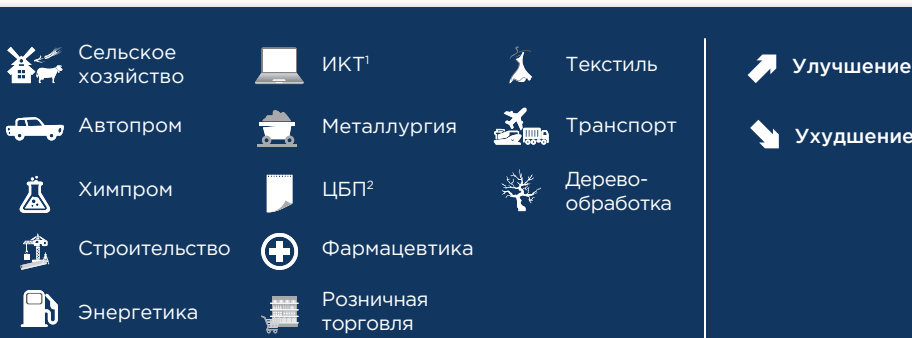 Сельское
хозяйство
Автопром
Химпром
Строительство
Энергетика
ИКТ¹
Металлургия
ЦБП²
Фармацевтика
Розничная
торговля
Текстиль
Транспорт
Дерево-
обработка
Улучшение
Ухудшение